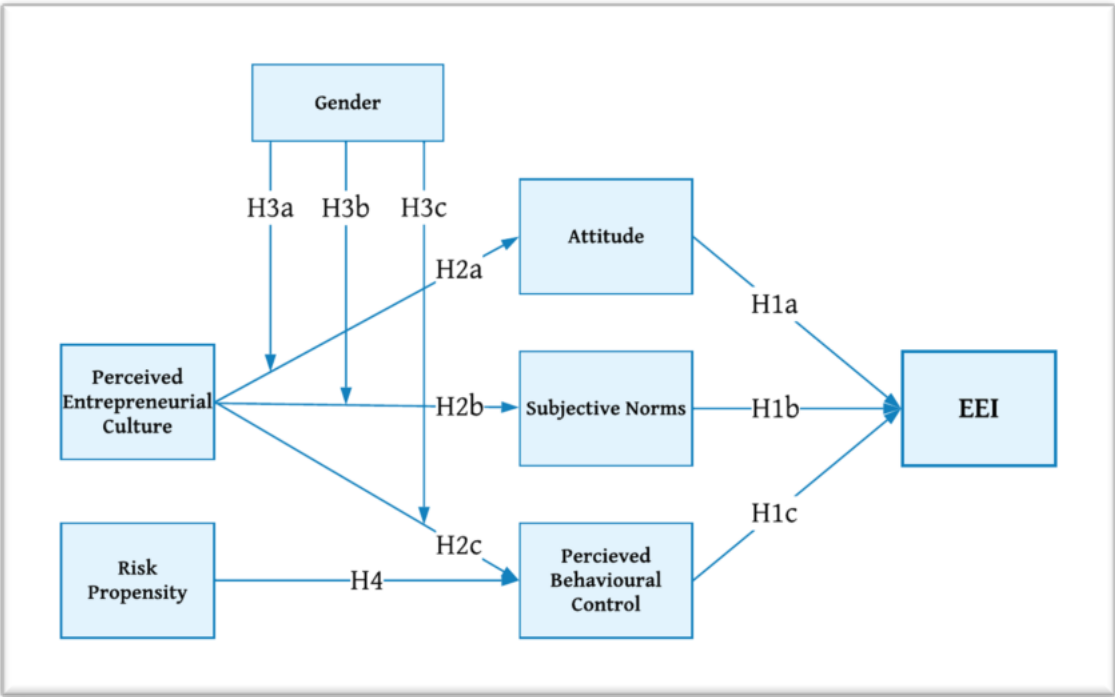 Gender
H3a H3b H3c
Attitude
H2a
H1a
Perceived
Entrepreneurial
Culture
H2b
Subjective Norms
H1b
EEI
H1c
H2c
Risk
Propensity
H4
Percieved
Behavioural
Control